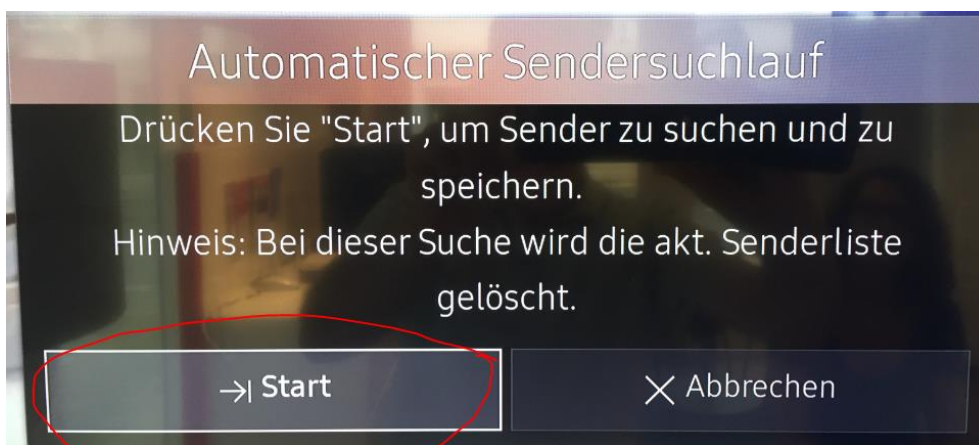 Automatischer Sendersuchlauf
Drücken Sie "Start", um Sender zu suchen und zu
speichern.
Hinweis: Bei dieser Suche wird die akt. Senderliste
gelöscht.
Start
Abbrechen